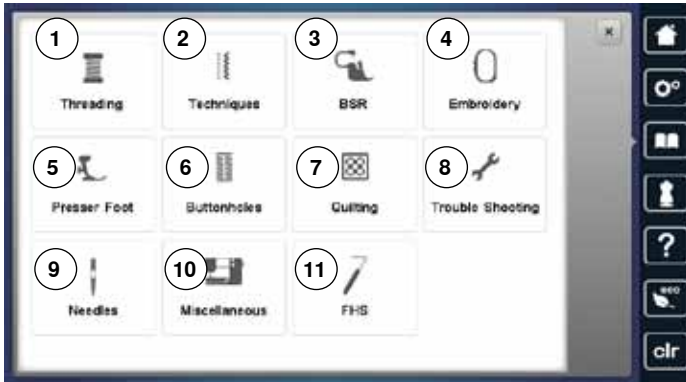 1
2
3
4
Threading
Techniques
BSR
Embroidery
5
6
7
8
Presser Foot
Buttonholes
Quilting
Trouble Shooting
9
10
11
Needles
Miscellaneous
FHS
×
?
eco
clr